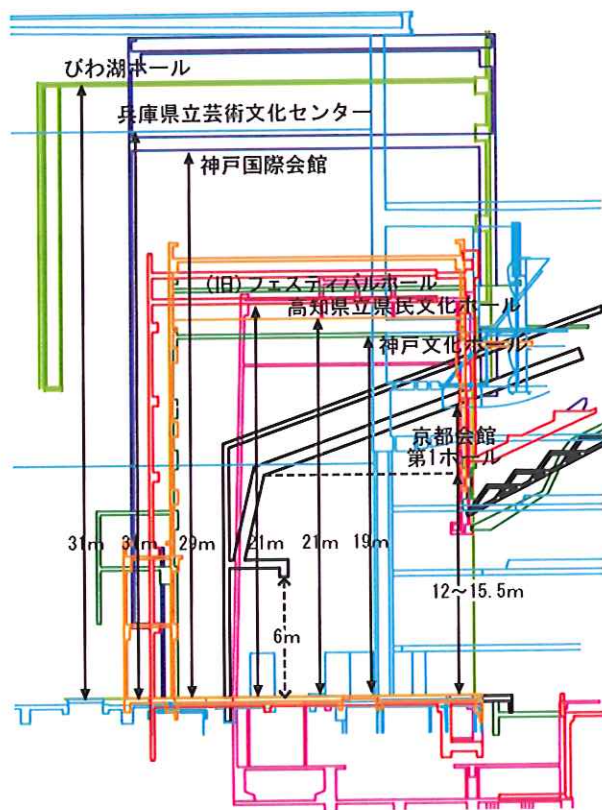 びわ湖ホール
兵庫県立芸術文化センター
神戸国際会館
(旧)フェスティバルホール
高知県立県民文化ホール
神戸文化ホール
京都会館
第1ホール
31m
31m
29m
21m
21m
19m
12～15.5m
6m